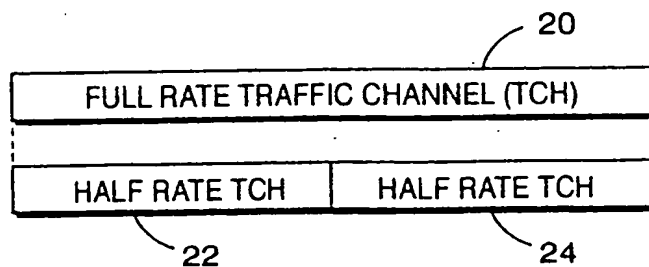 20
FULL RATE TRAFFIC CHANNEL (TCH)
HALF RATE TCH HALF RATE TCH
22 24